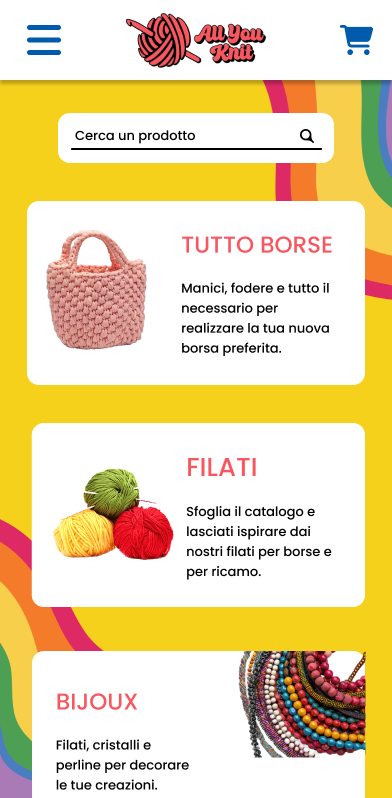 All You
Knit
Cerca un prodotto
TUTTO BORSE
Manici, fodere e tutto il
necessario per
realizzare la tua nuova
borsa preferita.
FILATI
Sfoglia il catalogo e
lasciati ispirare dai
nostri filati per borse e
per ricamo.
BIJOUX
Filati, cristalli e
perline per decorare
le tue creazioni.